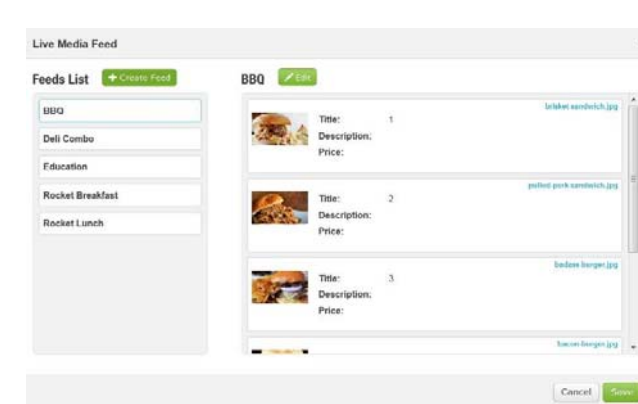 Live Media Feed
Feeds List
+ Create Feed
BBQ
Deli Combo
Education
Rocket Breakfast
Rocket Lunch
BBQ
Edit
brisket sandwich.jpg
Title: 1
Description:
Price:
pulled pork sandwich.jpg
Title: 2
Description:
Price:
burger.jpg
Title: 3
Description:
Price:
bacon burger.jpg
Cancel
Save